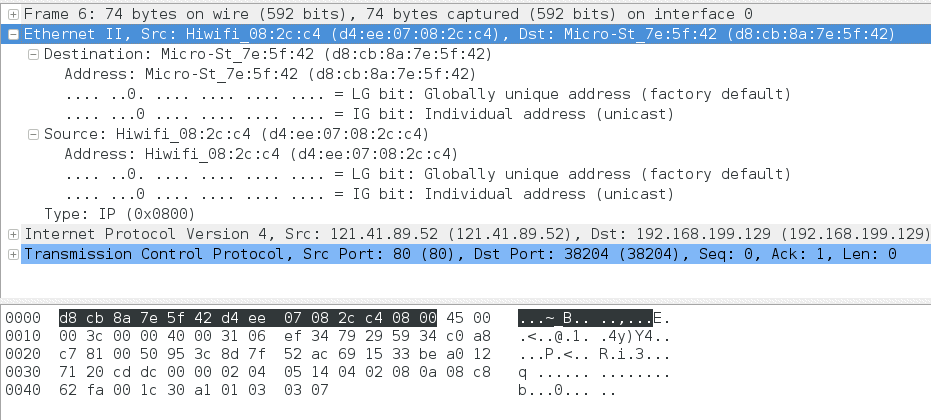 Frame 6: 74 bytes on wire (592 bits), 74 bytes captured (592 bits) on interface 0
Ethernet II, Src: Hiwifi_08:2c:c4 (d4:ee:07:08:2c:c4), Dst: Micro-St_7e:5f:42 (d8:cb:8a:7e:5f:42)
Destination: Micro-St_7e:5f:42 (d8:cb:8a:7e:5f:42)
Address: Micro-St_7e:5f:42 (d8:cb:8a:7e:5f:42)
.... ..0. .... .... .... .... = LG bit: Globally unique address (factory default)
.... ...0 .... .... .... .... = IG bit: Individual address (unicast)
Source: Hiwifi_08:2c:c4 (d4:ee:07:08:2c:c4)
Address: Hiwifi_08:2c:c4 (d4:ee:07:08:2c:c4)
.... ..0. .... .... .... .... = LG bit: Globally unique address (factory default)
.... ...0 .... .... .... .... = IG bit: Individual address (unicast)
Type: IP (0x0800)
Internet Protocol Version 4, Src: 121.41.89.52 (121.41.89.52), Dst: 192.168.199.129 (192.168.199.129)
Transmission Control Protocol, Src Port: 80 (80), Dst Port: 38204 (38204), Seq: 0, Ack: 1, Len: 0
0000 d8 cb 8a 7e 5f 42 d4 ee 07 08 2c c4 08 00 45 00 ...~_B.. ..,...E.
0010 00 3c 00 00 40 00 31 06 ef 34 79 29 59 34 c0 a8 .<..@.1. .4y)Y4..
0020 c7 81 00 50 95 3c 8d 7f 52 ac 69 15 33 be a0 12 ...P.<.. R.i.3...
0030 71 20 cd dc 00 00 02 04 05 14 04 02 08 0a 08 c8 q ...... ........
0040 62 fa 00 1c 30 a1 01 03 03 07 b...0... ..